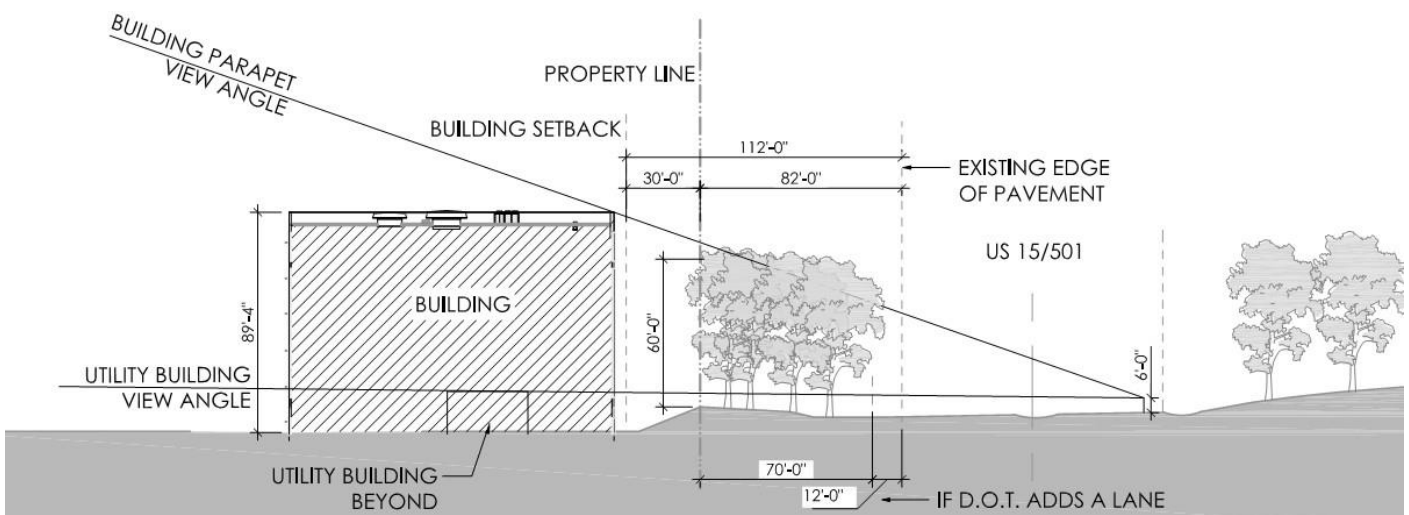 BUILDING PARAPET
VIEW ANGLE
PROPERTY LINE
BUILDING SETBACK
112'-0"
EXISTING EDGE
OF PAVEMENT
30'-0"
82'-0"
US 15/501
BUILDING
89'-4"
60'-0"
6'-0"
UTILITY BUILDING
VIEW ANGLE
UTILITY BUILDING
BEYOND
70'-0"
12'-0"
IF D.O.T. ADDS A LANE